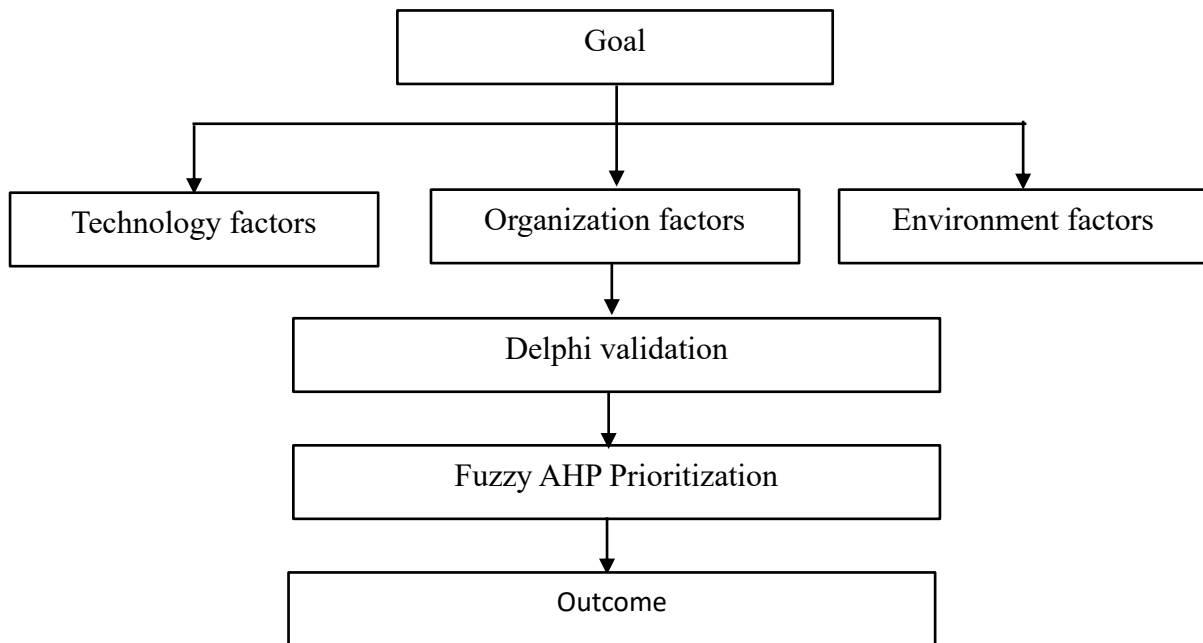 Goal
Technology factors
Organization factors
Environment factors
Delphi validation
Fuzzy AHP Prioritization
Outcome